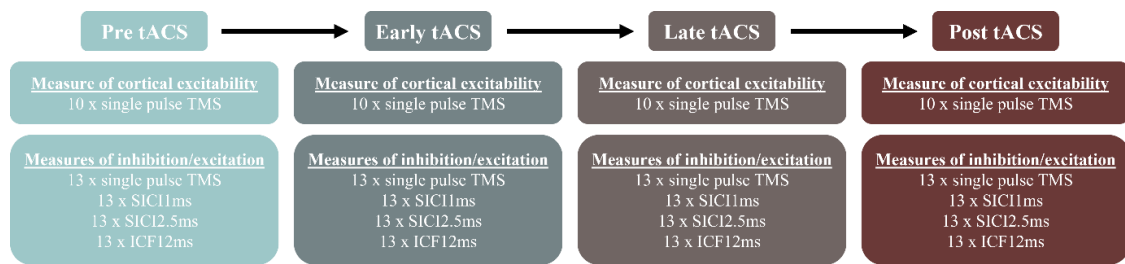 Pre tACS
Early tACS
Late tACS
Post tACS
Measure of cortical excitability
10 x single pulse TMS
Measure of cortical excitability
10 x single pulse TMS
Measure of cortical excitability
10 x single pulse TMS
Measure of cortical excitability
10 x single pulse TMS
Measures of inhibition/excitation
13 x single pulse TMS
13 x SICI1ms
13 x SICI2.5ms
13 x ICF12ms
Measures of inhibition/excitation
13 x single pulse TMS
13 x SICI1ms
13 x SICI2.5ms
13 x ICF12ms
Measures of inhibition/excitation
13 x single pulse TMS
13 x SICI1ms
13 x SICI2.5ms
13 x ICF12ms
Measures of inhibition/excitation
13 x single pulse TMS
13 x SICI1ms
13 x SICI2.5ms
13 x ICF12ms